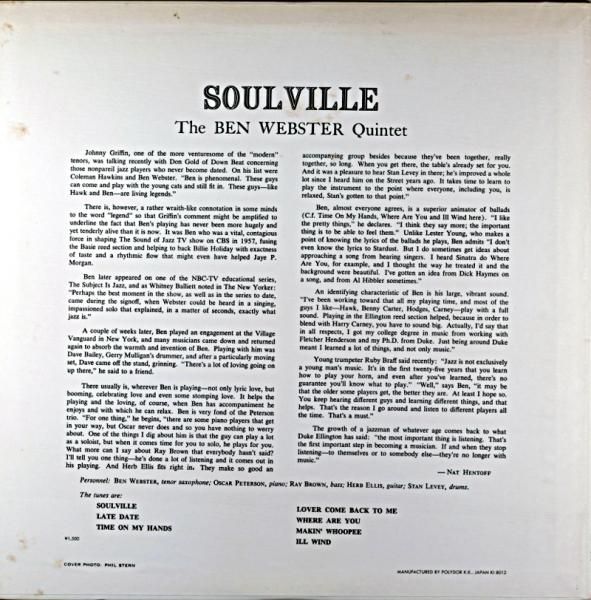 SOULVILLE
The BEN WEBSTER Quintet
Johnny Griffin, one of the more venturesome of the "modern"
tenors, was talking recently with Don Gold of Down Beat concerning
those nonpareil jazz players who never become dated. On his list were
Coleman Hawkins and Ben Webster. "Ben is phenomenal. These guys
can come and play with the young cats and still fit in. These guys—like
Hawk and Ben—are living legends."
There is, however, a rather wraith-like connotation in some minds
to the word "legend" so that Griffin's comment might be amplified to
underline the fact that Ben's playing has never been more hugely and
yet tenderly alive than it is now. It was Ben who was a vital, contagious
force in shaping The Sound of Jazz TV show on CBS in 1957, fusing
the Basie reed section and helping to back Billie Holiday with exactness
of taste and a rhythmic flow that might even have helped Jaye P.
Morgan.
Ben later appeared on one of the NBC-TV educational series,
The Subject Is Jazz, and as Whitney Balliett noted in The New Yorker:
"Perhaps the best moment in the show, as well as in the series to date,
came during the signoff, when Webster could be heard in a singing,
impassioned solo that explained, in a matter of seconds, exactly what
jazz is."
A couple of weeks later, Ben played an engagement at the Village
Vanguard in New York, and many musicians came down and returned
again to absorb the warmth and invention of Ben. Playing with him was
Dave Bailey, Gerry Mulligan's drummer, and after a particularly moving
set, Dave came off the stand, grinning. "There's a lot of loving going on
up there," he said to a friend.
There usually is, wherever Ben is playing—not only lyric love, but
booming, celebrating love and even some stomping love. It helps the
playing and the loving, of course, when Ben has accompaniment he
enjoys and with which he can relax. Ben is very fond of the Peterson
trio. "For one thing," he begins, "there are some piano players that get
in your way, but Oscar never does and so you have nothing to worry
about. One of the things I dig about him is that the guy can play a lot
as a soloist, but when it comes time for you to solo, he plays for you.
What more can I say about Ray Brown that everybody hasn't said?
I'll tell you one thing—he's done a lot of listening and it comes out in
his playing. And Herb Ellis fits right in. They make so good an
accompanying group besides because they've been together, really
together, so long. When you get there, the table's already set for you.
And it was a pleasure to hear Stan Levey in there; he's improved a whole
lot since I heard him on the Street years ago. It takes time to learn to
play the instrument to the point where everyone, including you, is
relaxed, Stan's gotten to that point."
Ben, almost everyone agrees, is a superior animator of ballads
(C.f. Time On My Hands, Where Are You and Ill Wind here). "I like
the pretty things," he declares. "I think they say more; the important
thing is to be able to feel them." Unlike Lester Young, who makes a
point of knowing the lyrics of the ballads he plays, Ben admits "I don't
even know the lyrics to Stardust. But I do sometimes get ideas about
approaching a song from hearing singers. I heard Sinatra do Where
Are You, for example, and I thought the way he treated it and the
background were beautiful. I've gotten an idea from Dick Haymes on
a song, and from Al Hibbler sometimes."
An identifying characteristic of Ben is his large, vibrant sound.
"I've been working toward that all my playing time, and most of the
guys I like—Hawk, Benny Carter, Hodges, Carney—play with a full
sound. Playing in the Ellington reed section helped, because in order to
blend with Harry Carney, you have to sound big. Actually, I'd say that
in all respects, I got my college degree in music from working with
Fletcher Henderson and my Ph.D. from Duke. Just being around Duke
meant I learned a lot of things, and not only music."
Young trumpeter Ruby Braff said recently: "Jazz is not exclusively
a young man's music. It's in the first twenty-five years that you learn
how to play your horn, and even after you've learned, there's no
guarantee you'll know what to play." "Well," says Ben, "it may be
that the older some players get, the better they are. At least I hope so.
You keep hearing different guys and learning different things, and that
helps. That's the reason I go around and listen to different players all
the time. That's a must."
The growth of a jazzman of whatever age comes back to what
Duke Ellington has said: "the most important thing is listening. That's
the first important step in becoming a musician. If and when they stop
listening—to themselves or to somebody else—they're no longer with
music."
— NAT HENTOFF
Personnel: BEN WEBSTER, tenor saxophone; OSCAR PETERSON, piano; RAY BROWN, bass; HERB ELLIS, guitar; STAN LEVEY, drums.
The tunes are:
SOULVILLE
LATE DATE
TIME ON MY HANDS
LOVER COME BACK TO ME
WHERE ARE YOU
MAKIN' WHOOPEE
ILL WIND
¥1,500
COVER PHOTO: PHIL STERN
MANUFACTURED BY POLYDOR K.K., JAPAN KI 8012